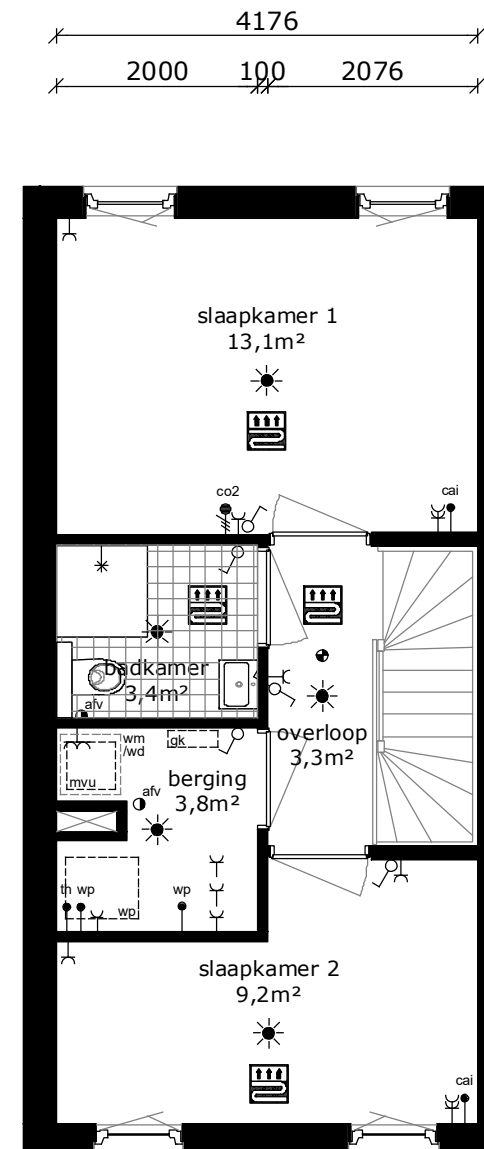 4176
2000 100 2076
slaapkamer 1
13,1m²
co2
cai
badkamer
3,4m²
afv
overloop
3,3m²
wm
/wd
gk
mvu
berging
3,8m²
afv
th wp
wp
wp
slaapkamer 2
9,2m²
cai